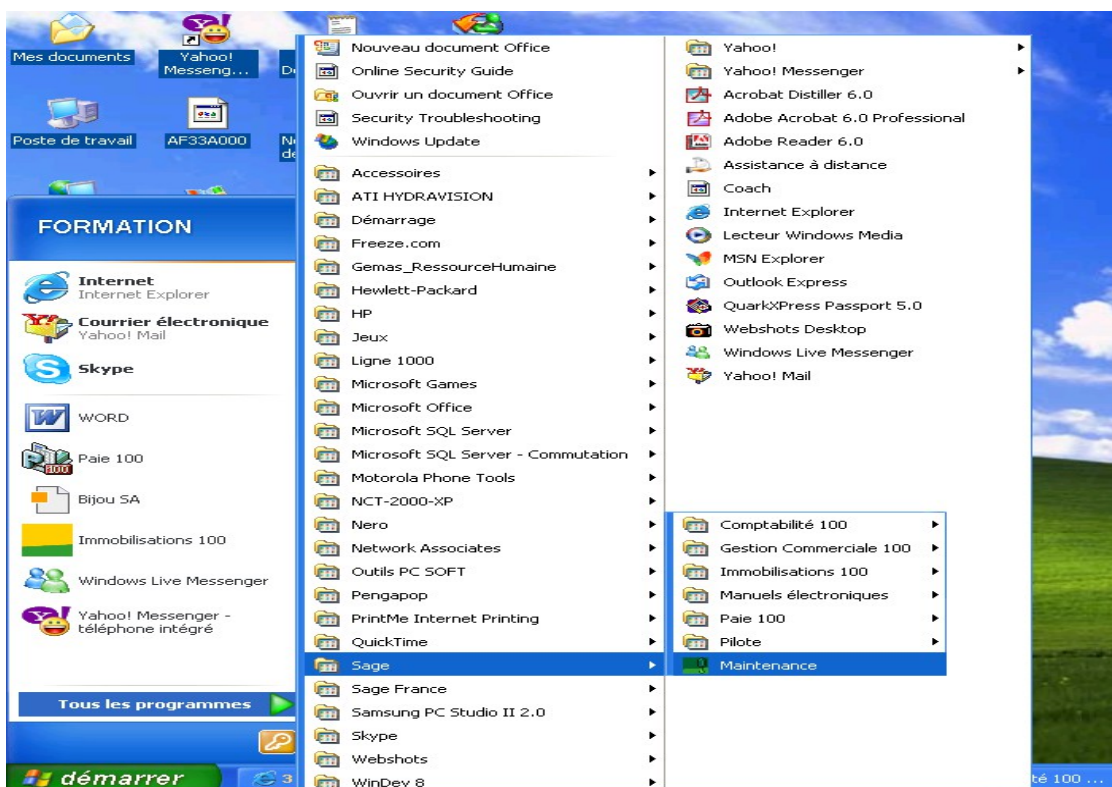 Mes documents
Yahoo!
Messeng...
Poste de travail
AF33A000
FORMATION
Internet
Internet Explorer
Courrier électronique
Yahoo! Mail
Skype
WORD
Paie 100
Bijou SA
Immobilisations 100
Windows Live Messenger
Yahoo! Messenger -
téléphone intégré
Tous les programmes
démarrer
3
Nouveau document Office
Online Security Guide
Ouvrir un document Office
Security Troubleshooting
Windows Update
Accessoires
ATI HYDRAVISION
Démarrage
Freeze.com
Gemas_RessourceHumaine
Hewlett-Packard
HP
Jeux
Ligne 1000
Microsoft Games
Microsoft Office
Microsoft SQL Server
Microsoft SQL Server - Commutation
Motorola Phone Tools
NCT-2000-XP
Nero
Network Associates
Outils PC SOFT
Pengapop
PrintMe Internet Printing
QuickTime
Sage
Sage France
Samsung PC Studio II 2.0
Skype
Webshots
WinDev 8
Yahoo!
Yahoo! Messenger
Acrobat Distiller 6.0
Adobe Acrobat 6.0 Professional
Adobe Reader 6.0
Assistance à distance
Coach
Internet Explorer
Lecteur Windows Media
MSN Explorer
Outlook Express
QuarkXPress Passport 5.0
Webshots Desktop
Windows Live Messenger
Yahoo! Mail
Comptabilité 100
Gestion Commerciale 100
Immobilisations 100
Manuels électroniques
Paie 100
Pilote
Maintenance
té 100 ...